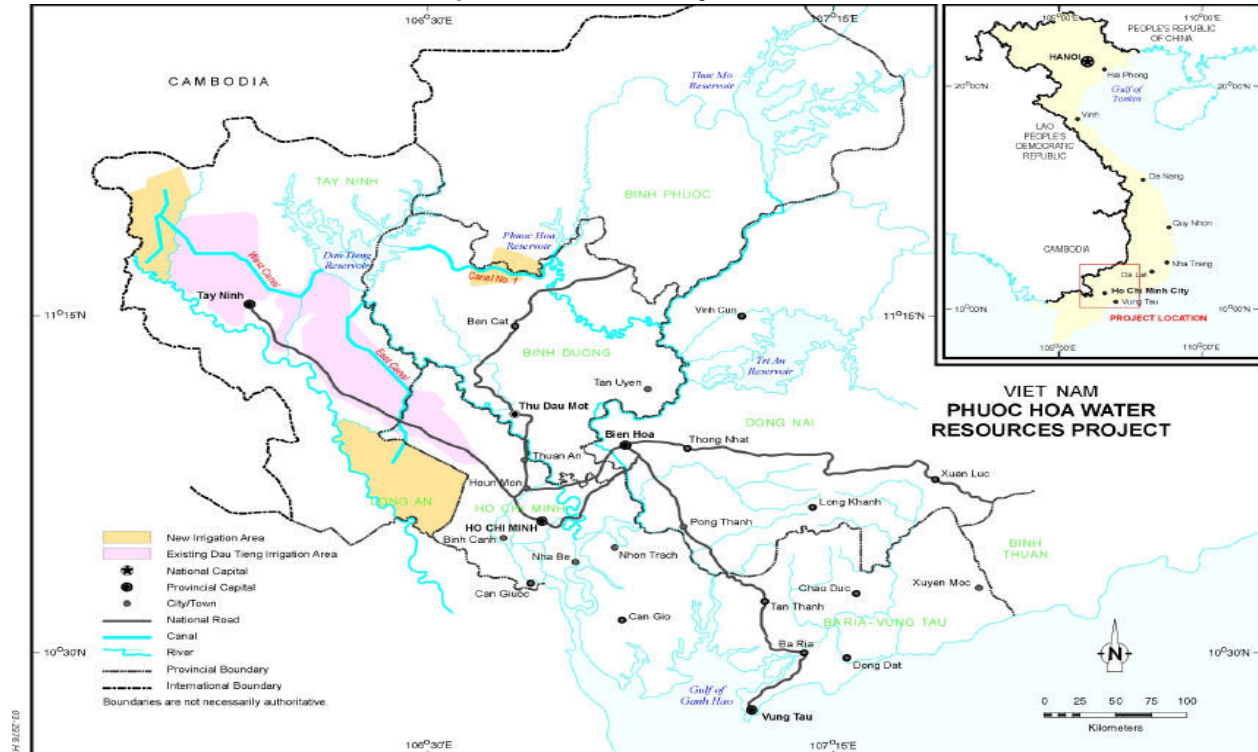 106°30'E
107°15'E
CAMBODIA
Thac Mo
Reservoir
TAY NINH
BINH PHUOC
Phuoc Hoa
Reservoir
Dau Tieng
Reservoir
Canal No. 1
West Canal
Tay Ninh
11°15'N
11°15'N
Ben Cat
Vinh Cun
BINH DUONG
East Canal
Tri An
Reservoir
Tan Uyen
Thu Dau Mot
DONG NAI
Bien Hoa
Thong Nhat
Thuan An
Xuan Luc
Houn Mon
DONG AN
HO CHI MINH
Long Khanh
HO CHI MINH
Pong Thanh
Binh Canh
BINH
THUAN
Nha Be
Nhon Trach
Can Giuoc
Chau Duc
Xuyen Moc
Tan Thanh
Can Gio
BARIA-VUNG TAU
Ba Ria
10°30'N
10°30'N
Dong Dat
Gulf of
Ganh Hao
Vung Tau
106°30'E
107°15'E
New Irrigation Area
Existing Dau Tieng Irrigation Area
National Capital
Provincial Capital
City/Town
National Road
Canal
River
Provincial Boundary
International Boundary
Boundaries are not necessarily authoritative.
105°00'E
110°00'E
PEOPLE'S REPUBLIC
OF CHINA
HANOI
Hai Phong
20°00'N
20°00'N
Gulf of
Tonkin
Vinh
LAO
PEOPLE'S
DEMOCRATIC
REPUBLIC
Da Nang
Quy Nhon
CAMBODIA
Nha Trang
Da Lat
Ho Chi Minh City
Vung Tau
10°00'N
10°00'N
PROJECT LOCATION
105°00'E
110°00'E
VIET NAM
PHUOC HOA WATER
RESOURCES PROJECT
N
0 25 50 75 100
Kilometers
03-2976 H